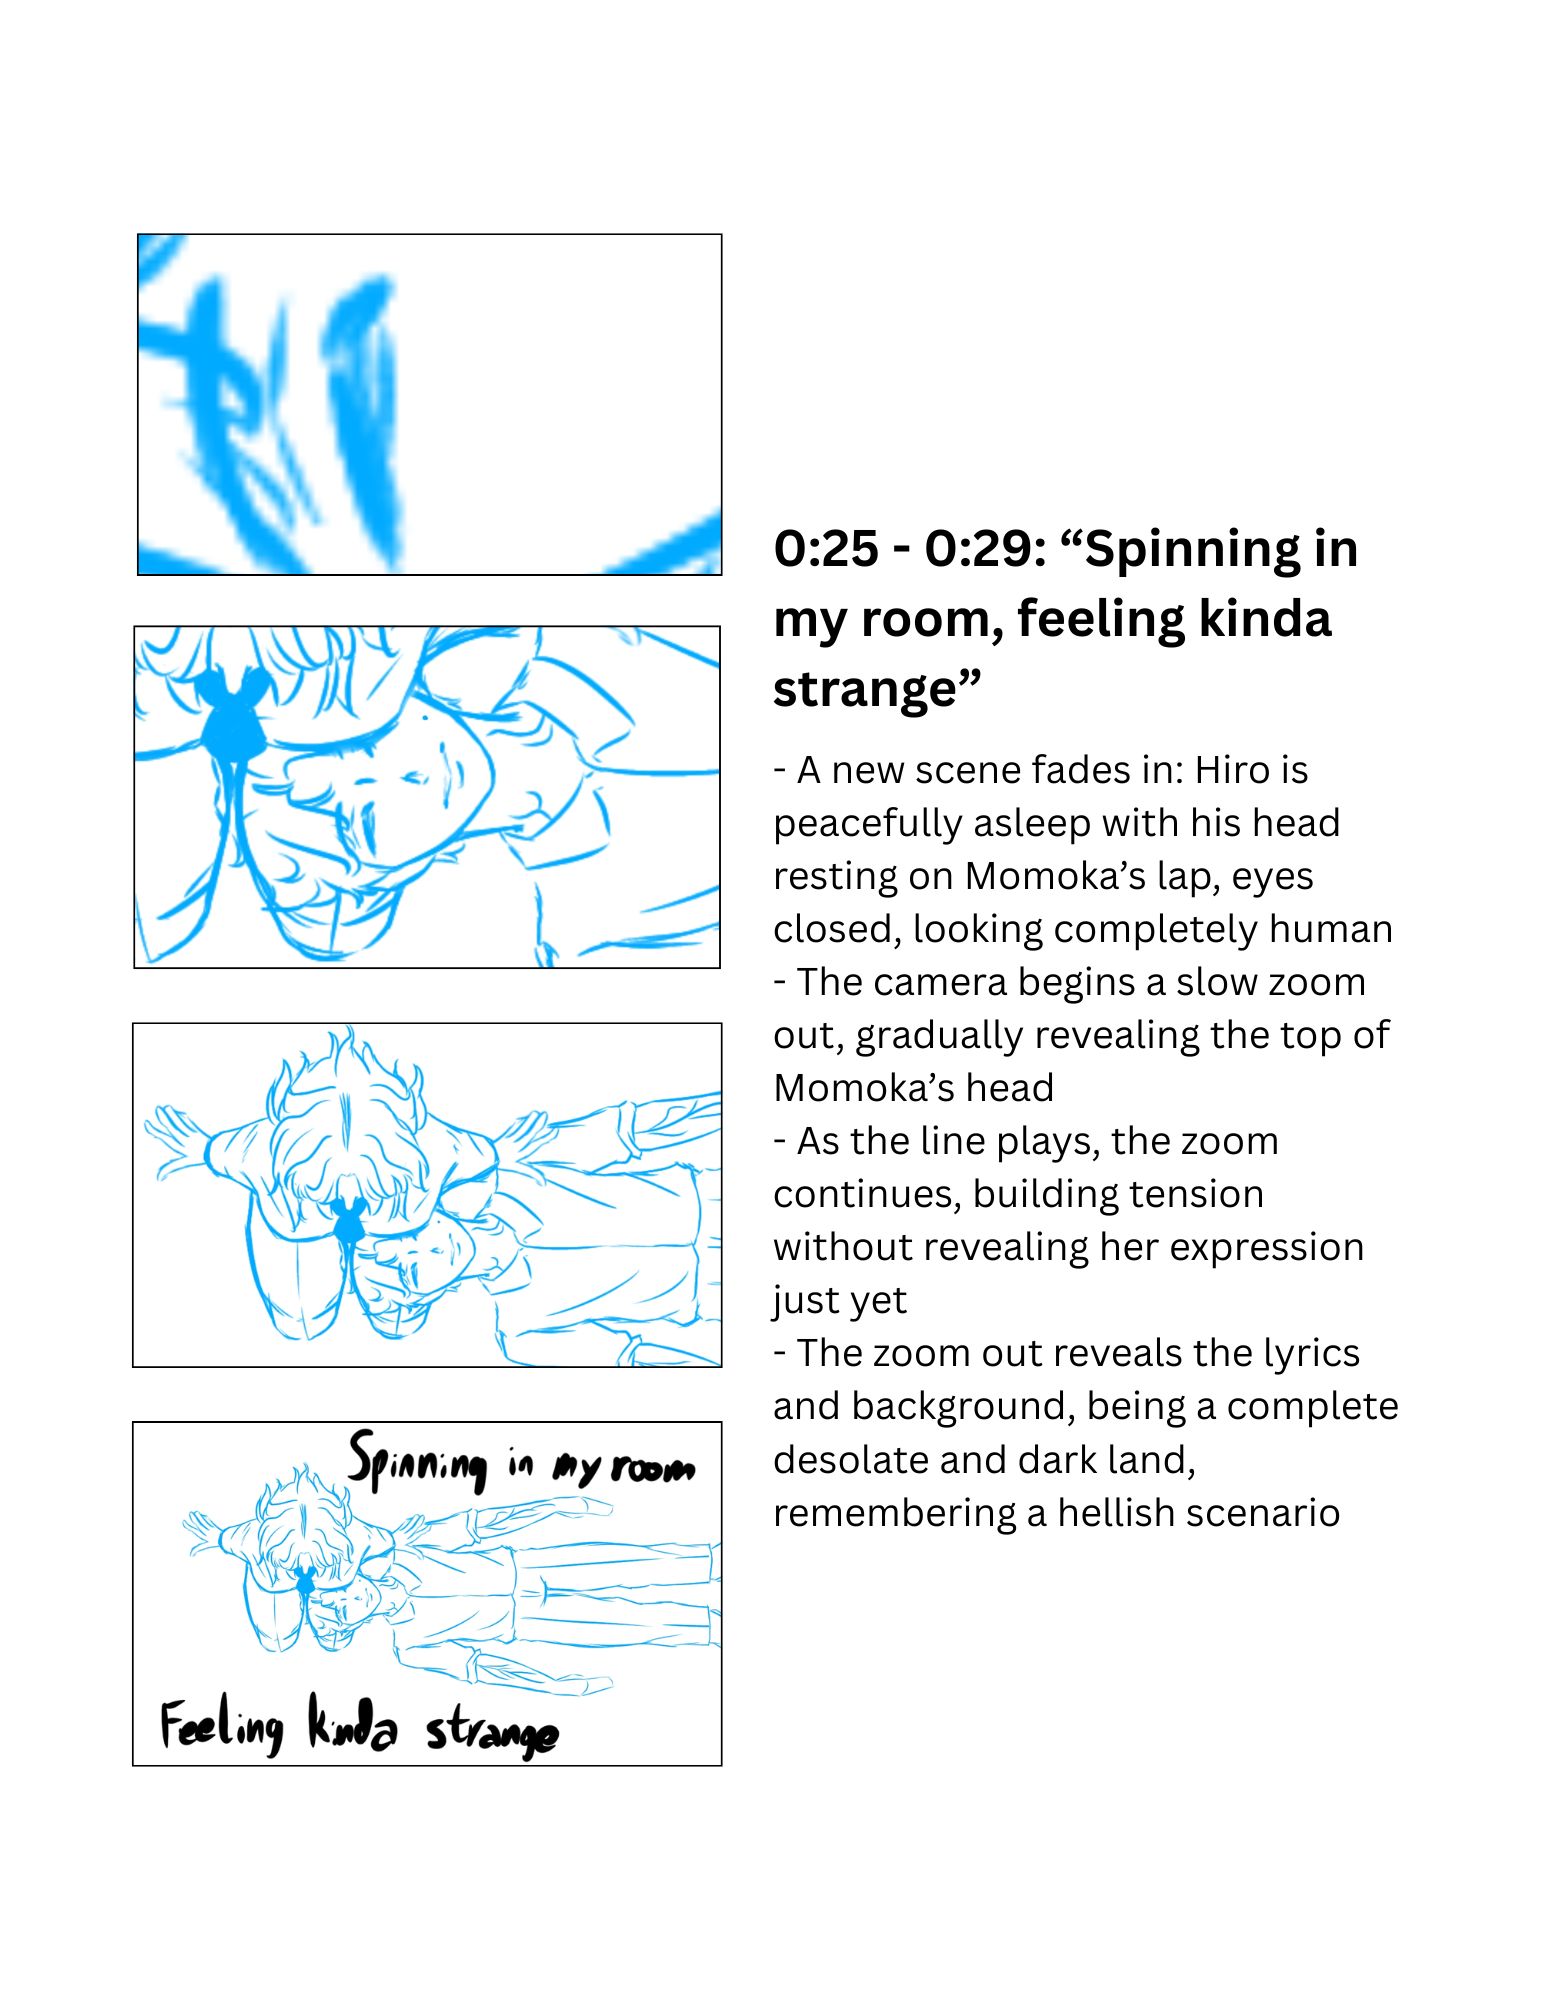 0:25 - 0:29: “Spinning in
my room, feeling kinda
strange”
- A new scene fades in: Hiro is
peacefully asleep with his head
resting on Momoka’s lap, eyes
closed, looking completely human
- The camera begins a slow zoom
out, gradually revealing the top of
Momoka’s head
- As the line plays, the zoom
continues, building tension
without revealing her expression
just yet
- The zoom out reveals the lyrics
and background, being a complete
desolate and dark land,
remembering a hellish scenario
Spinning in my room
Feeling kinda strange